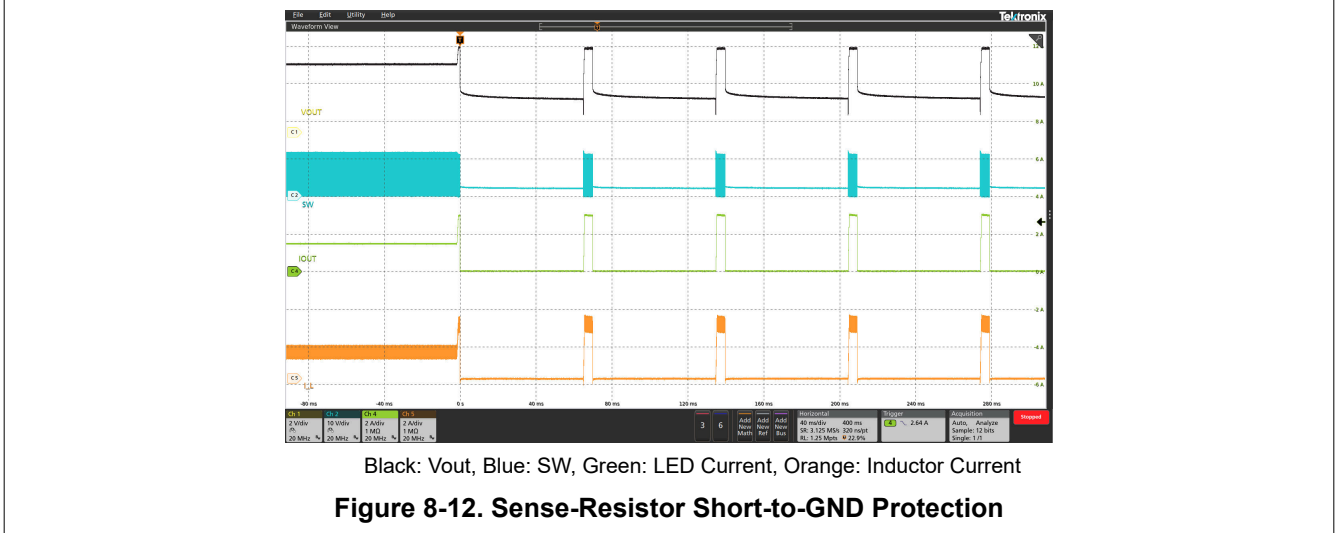 File Edit Utility Help
Tektronix
Waveform View
12 A
10 A
VOUT
8 A
C1
6 A
C2
4 A
SW
2 A
IOUT
C4
0 A
-2 A
-4 A
C5
-6 A
-80 ms -40 ms 0 s 40 ms 80 ms 120 ms 160 ms 200 ms 240 ms 280 ms
Ch 1 Ch 2 Ch 4 Ch 5 Horizontal Trigger Acquisition Stopped
2 V/div 10 V/div 2 A/div 2 A/div 3 6 Add Add Add 40 ms/div 400 ms 4 2.64 A Auto, Analyze
1 MΩ 1 MΩ New New New SR: 3.125 MS/s 320 ns/pt Sample: 12 bits
20 MHz 20 MHz 20 MHz 20 MHz Math Ref Bus RL: 1.25 Mpts 22.9% Single: 1 /1
Black: Vout, Blue: SW, Green: LED Current, Orange: Inductor Current
Figure 8-12. Sense-Resistor Short-to-GND Protection